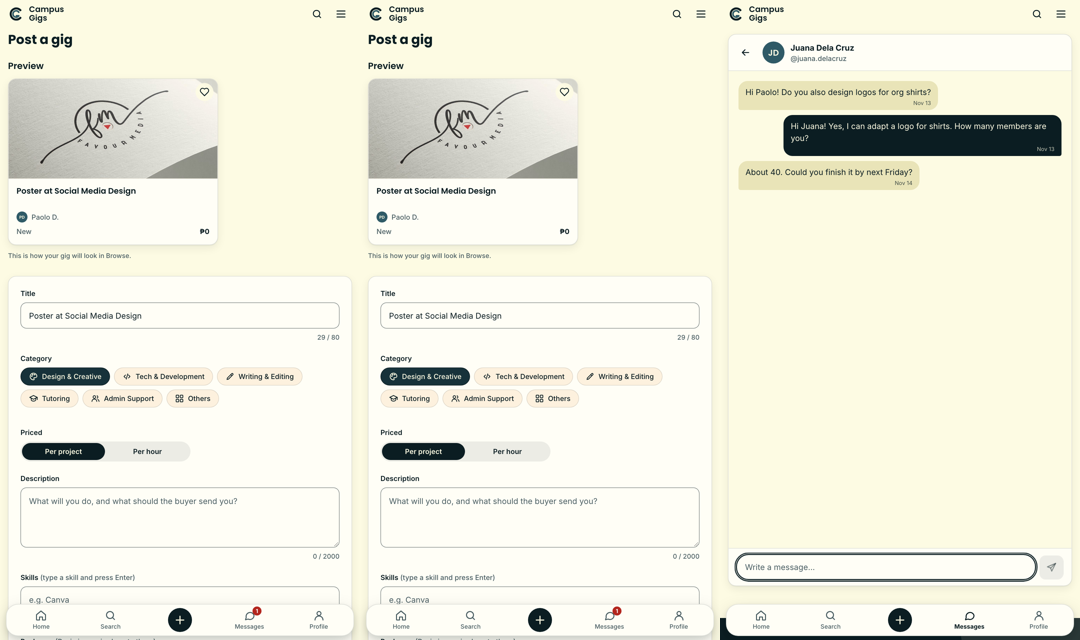 Campus
Gigs
Post a gig
Preview
fm
FAVOURMEDIA
Poster at Social Media Design
PD
Paolo D.
New
₱0
This is how your gig will look in Browse.
Title
Poster at Social Media Design
29 / 80
Category
Design & Creative
Tech & Development
Writing & Editing
Tutoring
Admin Support
Others
Priced
Per project
Per hour
Description
What will you do, and what should the buyer send you?
0 / 2000
Skills (type a skill and press Enter)
e.g. Canva
Home
Search
1
Messages
Profile
Campus
Gigs
Post a gig
Preview
fm
FAVOURMEDIA
Poster at Social Media Design
PD
Paolo D.
New
₱0
This is how your gig will look in Browse.
Title
Poster at Social Media Design
29 / 80
Category
Design & Creative
Tech & Development
Writing & Editing
Tutoring
Admin Support
Others
Priced
Per project
Per hour
Description
What will you do, and what should the buyer send you?
0 / 2000
Skills (type a skill and press Enter)
e.g. Canva
Home
Search
1
Messages
Profile
Campus
Gigs
JD
Juana Dela Cruz
@juana.delacruz
Hi Paolo! Do you also design logos for org shirts?
Nov 13
Hi Juana! Yes, I can adapt a logo for shirts. How many members are
you?
Nov 13
About 40. Could you finish it by next Friday?
Nov 14
Write a message...
Home
Search
Messages
Profile